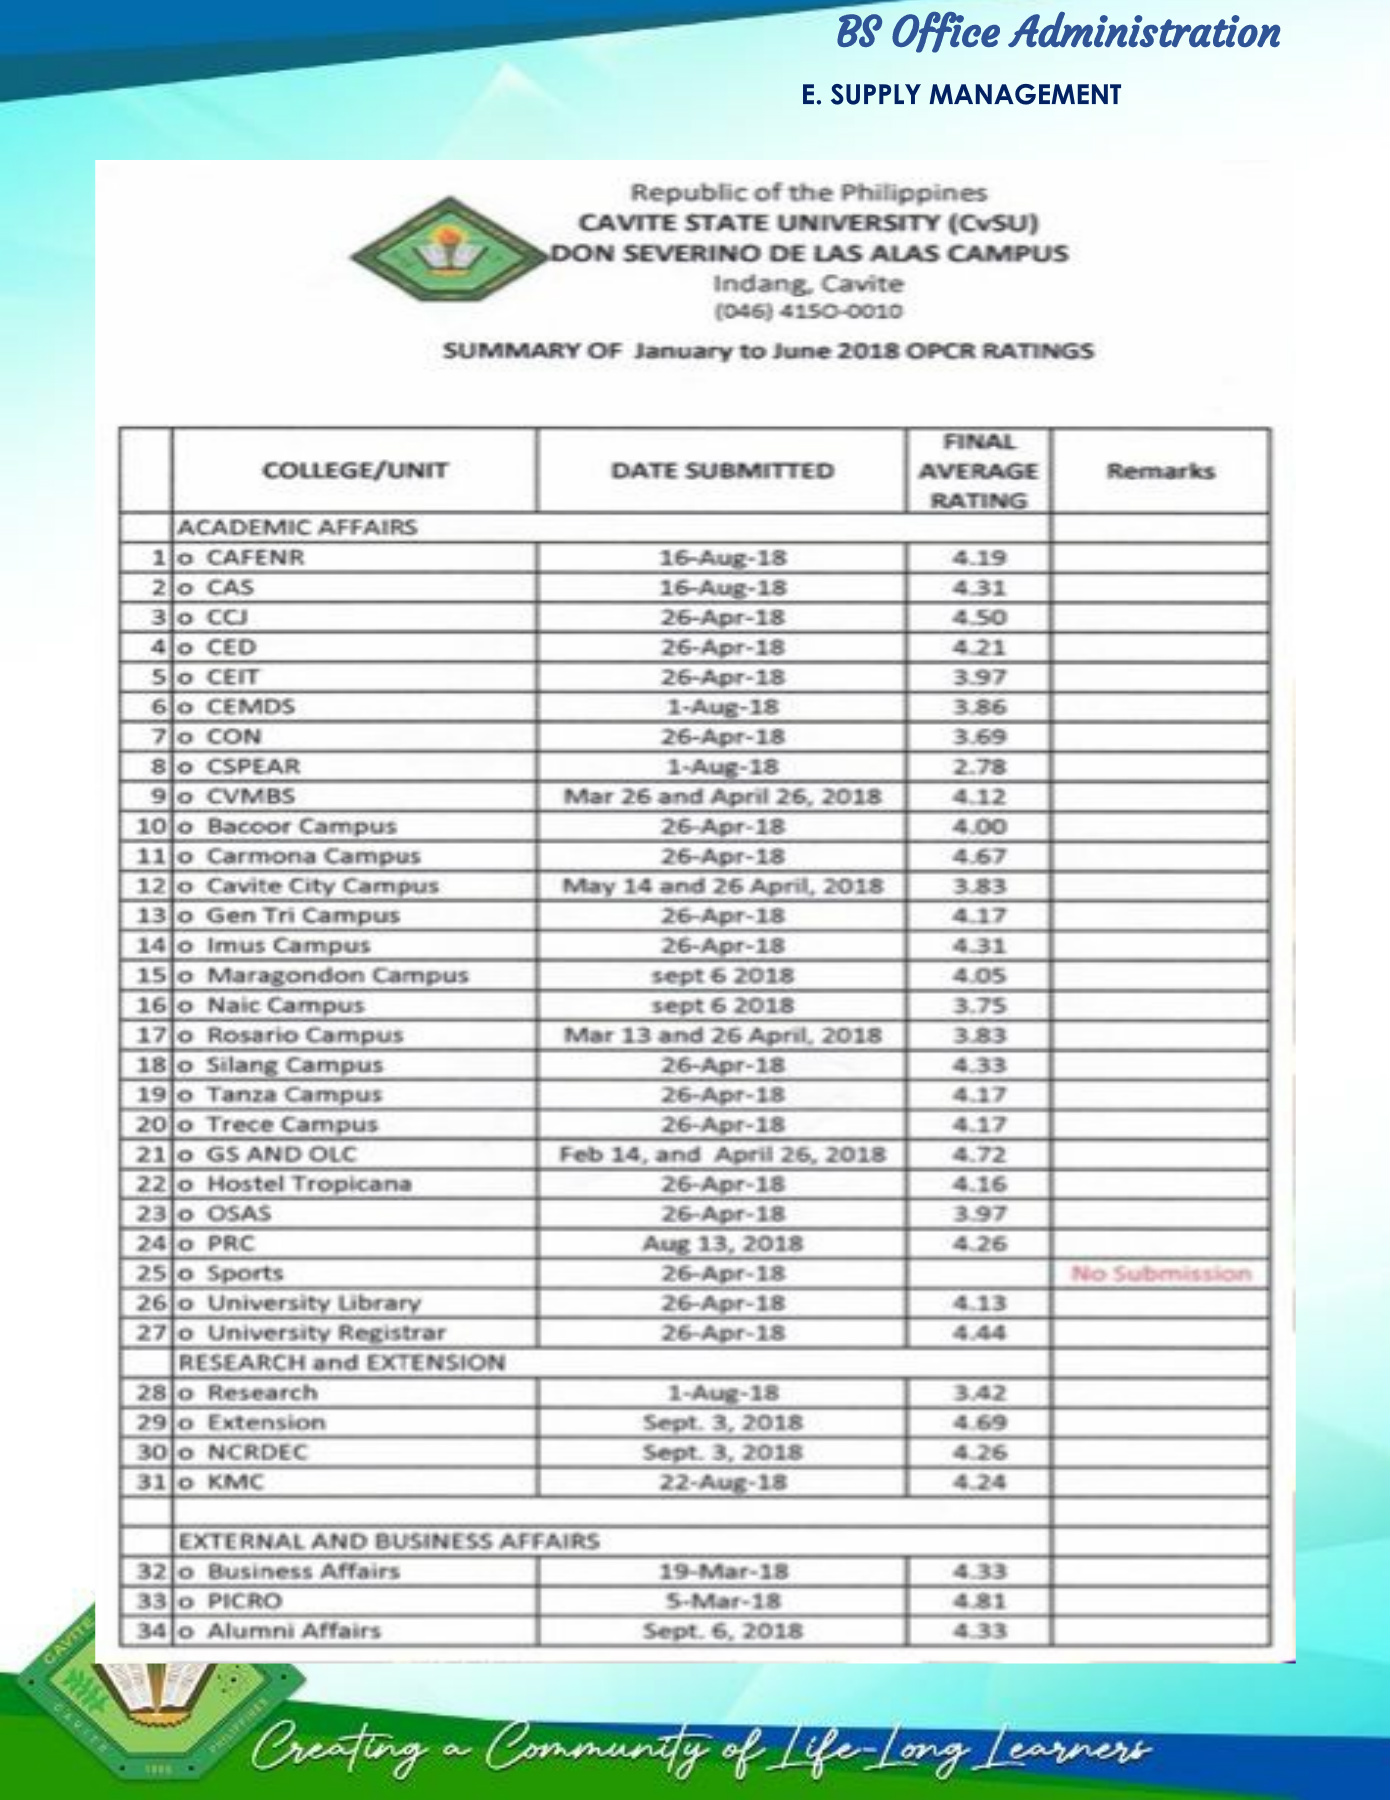 BS Office Administration
E. SUPPLY MANAGEMENT
Republic of the Philippines
CAVITE STATE UNIVERSITY (CvSU)
DON SEVERINO DE LAS ALAS CAMPUS
Indang, Cavite
(046) 415O-0010
SUMMARY OF January to June 2018 OPCR RATINGS
COLLEGE/UNIT DATE SUBMITTED FINAL AVERAGE RATING Remarks
ACADEMIC AFFAIRS
1 o CAFENR 16-Aug-18 4.19
2 o CAS 16-Aug-18 4.31
3 o CCJ 26-Apr-18 4.50
4 o CED 26-Apr-18 4.21
5 o CEIT 26-Apr-18 3.97
6 o CEMDS 1-Aug-18 3.86
7 o CON 26-Apr-18 3.69
8 o CSPEAR 1-Aug-18 2.78
9 o CVMBS Mar 26 and April 26, 2018 4.12
10 o Bacoor Campus 26-Apr-18 4.00
11 o Carmona Campus 26-Apr-18 4.67
12 o Cavite City Campus May 14 and 26 April, 2018 3.83
13 o Gen Tri Campus 26-Apr-18 4.17
14 o Imus Campus 26-Apr-18 4.31
15 o Maragondon Campus sept 6 2018 4.05
16 o Naic Campus sept 6 2018 3.75
17 o Rosario Campus Mar 13 and 26 April, 2018 3.83
18 o Silang Campus 26-Apr-18 4.33
19 o Tanza Campus 26-Apr-18 4.17
20 o Trece Campus 26-Apr-18 4.17
21 o GS AND OLC Feb 14, and April 26, 2018 4.72
22 o Hostel Tropicana 26-Apr-18 4.16
23 o OSAS 26-Apr-18 3.97
24 o PRC Aug 13, 2018 4.26
25 o Sports 26-Apr-18 No Submission
26 o University Library 26-Apr-18 4.13
27 o University Registrar 26-Apr-18 4.44
RESEARCH and EXTENSION
28 o Research 1-Aug-18 3.42
29 o Extension Sept. 3, 2018 4.69
30 o NCRDEC Sept. 3, 2018 4.26
31 o KMC 22-Aug-18 4.24
EXTERNAL AND BUSINESS AFFAIRS
32 o Business Affairs 19-Mar-18 4.33
33 o PICRO 5-Mar-18 4.81
34 o Alumni Affairs Sept. 6, 2018 4.33
CAVITE
CAVITE
1906
PHILIPPINES
Creating a Community of Life-Long Learners